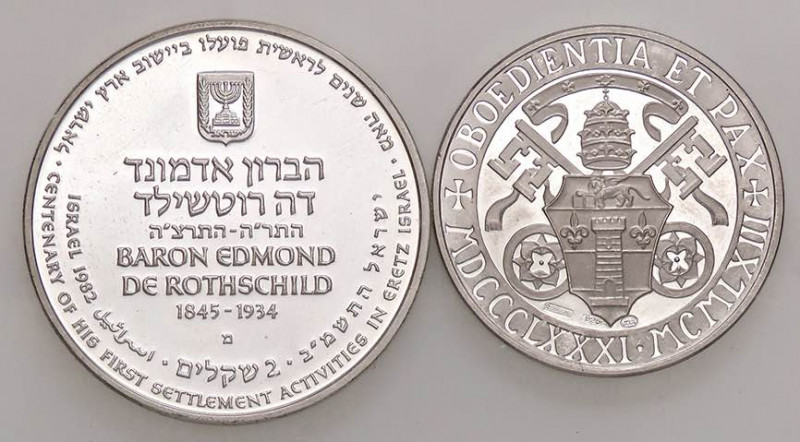 מאה שנים לראשית פועלו ביישוב ארץ ישראל
הברון אדמונד
דה רוטשילד
התר"ה-התרצ"ה
BARON EDMOND
DE ROTHSCHILD
1845-1934
מ
2 שקלים
ישראל התשמ"ב
ISRAEL 1982
اسرائيل
CENTENARY OF HIS FIRST SETTLEMENT ACTIVITIES IN ERETZ ISRAEL
OBOEDIENTIA ET PAX
MDCCCLXXXI · MCMLXIII